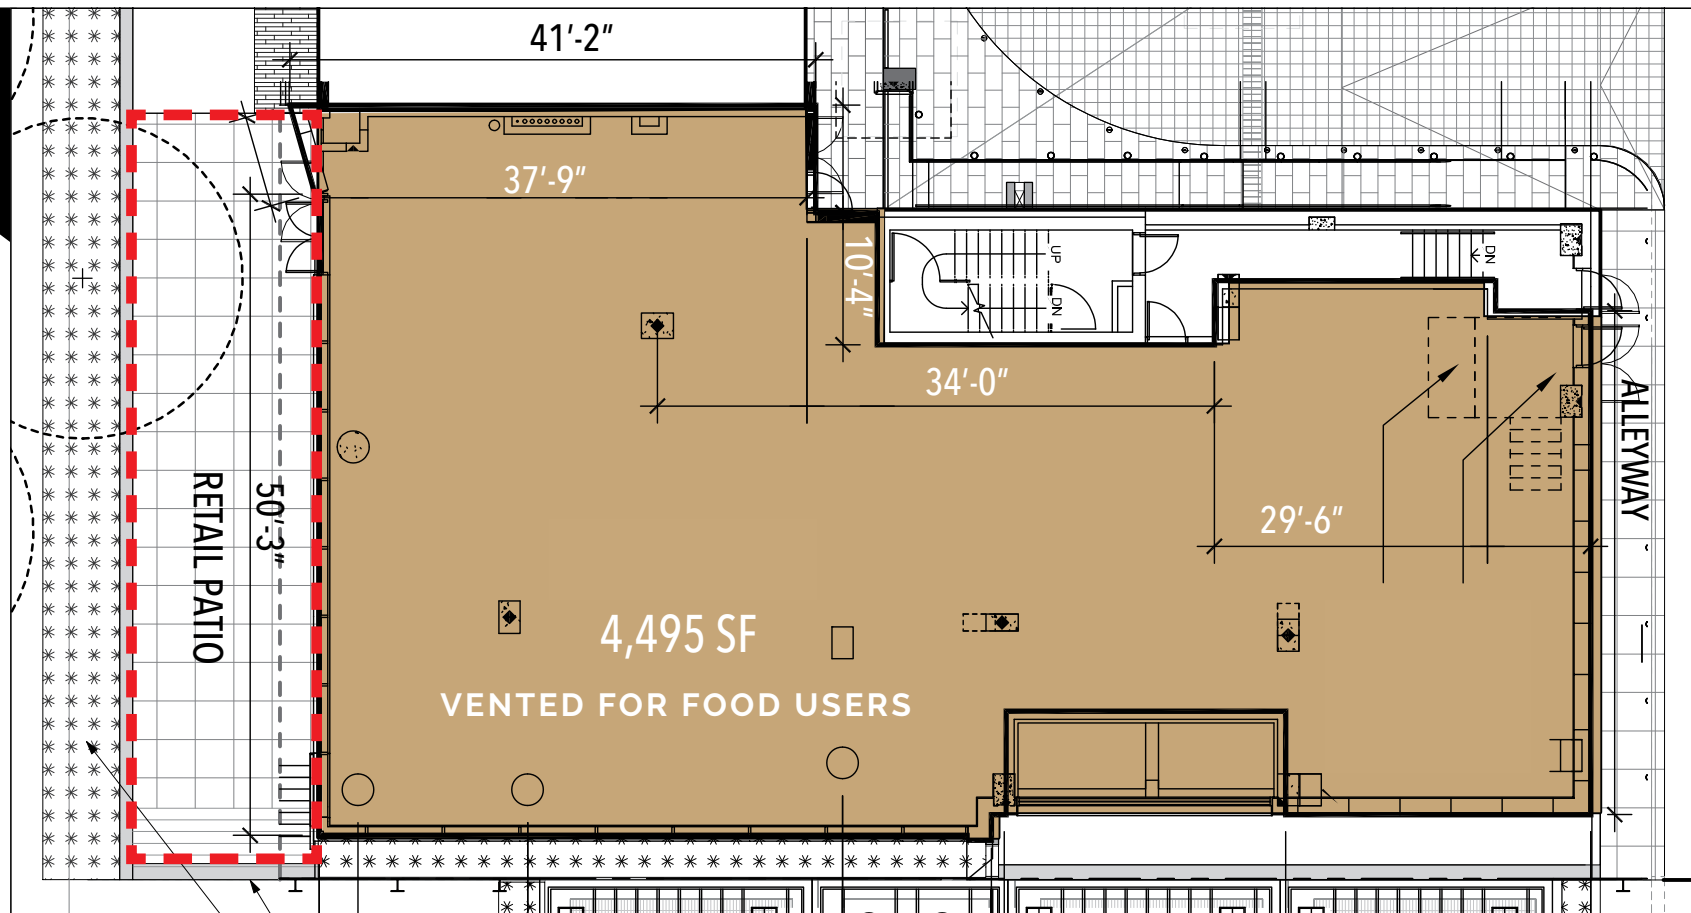 41'-2"
37'-9"
10'-4"
UP
DN
DN
34'-0"
ALLEYWAY
RETAIL PATIO
50'-3"
29'-6"
4,495 SF
VENTED FOR FOOD USERS